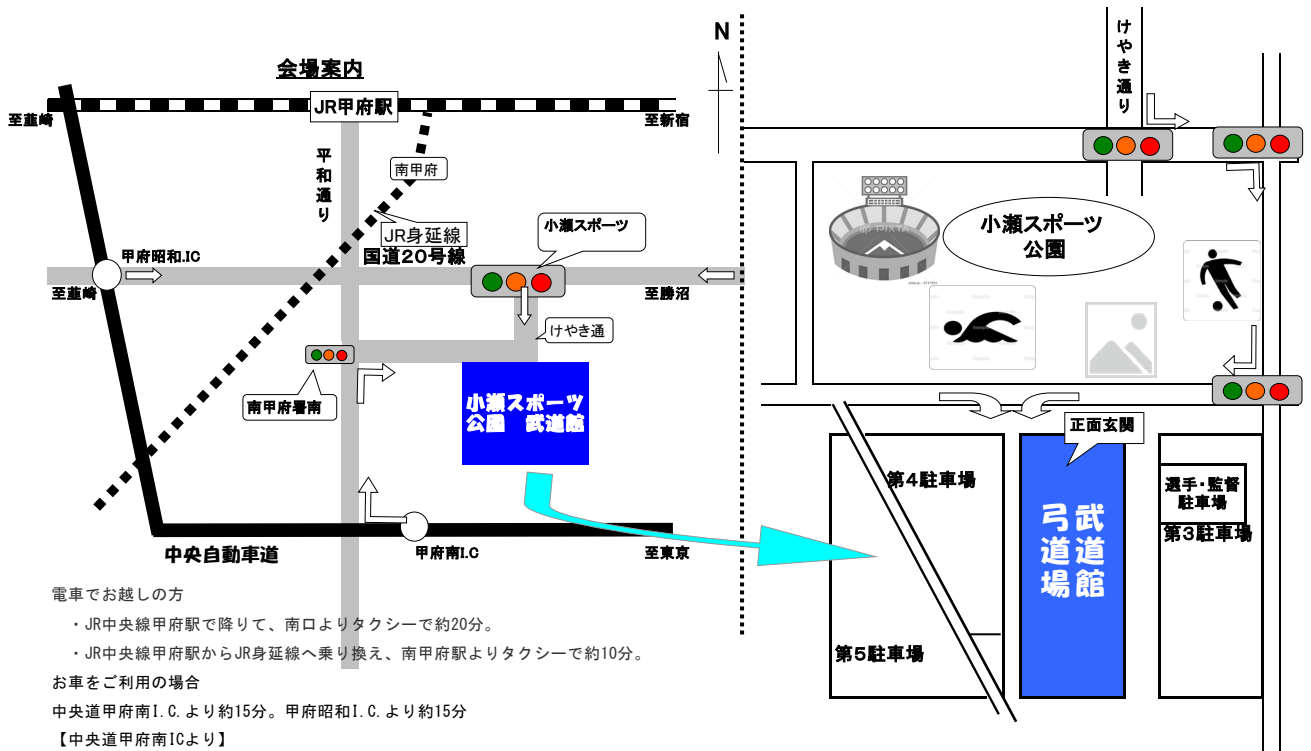 会場案内
N
けやき通り
JR甲府駅
至韮崎
至新宿
平和通り
南甲府
JR身延線
国道20号線
小瀬スポーツ
甲府昭和.IC
至韮崎
至勝沼
けやき通
南甲府署南
小瀬スポーツ
公園　武道館
中央自動車道
甲府南I.C
至東京
小瀬スポーツ
公園
正面玄関
第4駐車場
武道館
弓道場
選手・監督
駐車場
第3駐車場
第5駐車場
電車でお越しの方
・JR中央線甲府駅で降りて、南口よりタクシーで約20分。
・JR中央線甲府駅からJR身延線へ乗り換え、南甲府駅よりタクシーで約10分。
お車をご利用の場合
中央道甲府南I.C.より約15分。甲府昭和I.C.より約15分
【中央道甲府南ICより】